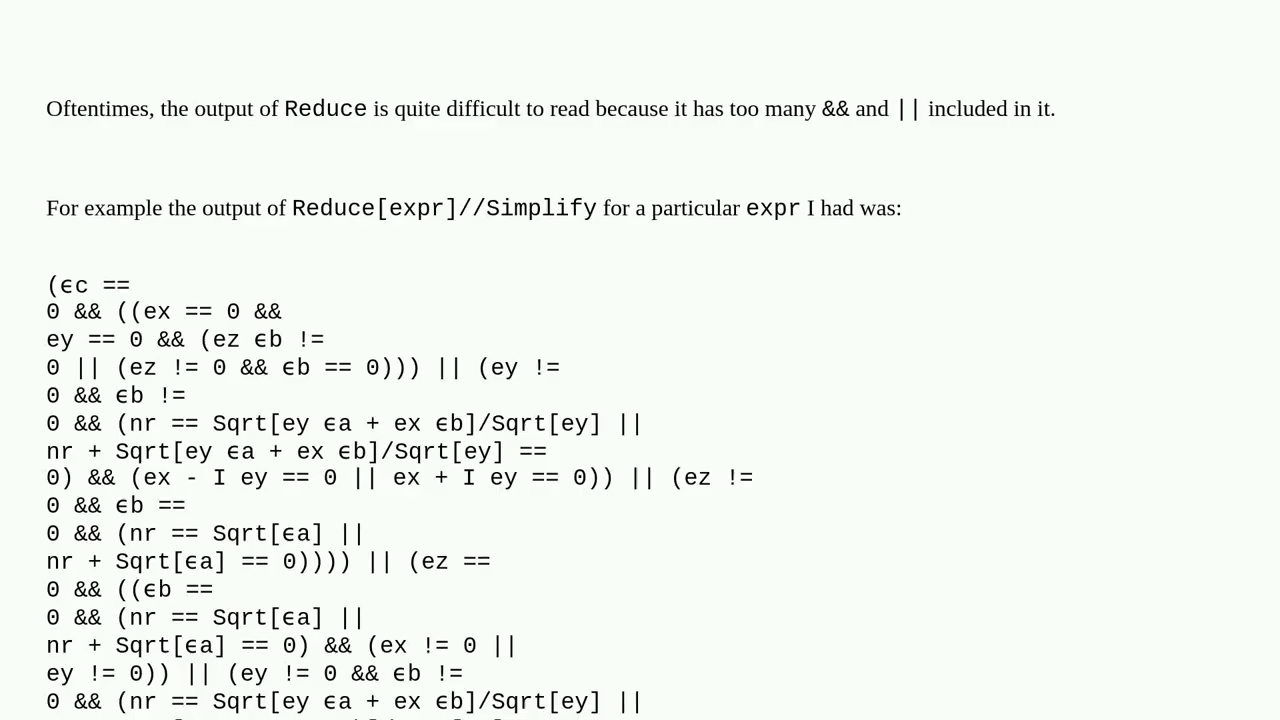 Oftentimes, the output of Reduce is quite difficult to read because it has too many && and || included in it.
For example the output of Reduce[expr]//Simplify for a particular expr I had was:
(ϵc ==
0 && ((ex == 0 &&
ey == 0 && (ez ϵb !=
0 || (ez != 0 && ϵb == 0))) || (ey !=
0 && ϵb !=
0 && (nr == Sqrt[ey ϵa + ex ϵb]/Sqrt[ey] ||
nr + Sqrt[ey ϵa + ex ϵb]/Sqrt[ey] ==
0) && (ex - I ey == 0 || ex + I ey == 0)) || (ez !=
0 && ϵb ==
0 && (nr == Sqrt[ϵa] ||
nr + Sqrt[ϵa] == 0)))) || (ez ==
0 && ((ϵb ==
0 && (nr == Sqrt[ϵa] ||
nr + Sqrt[ϵa] == 0) && (ex != 0 ||
ey != 0)) || (ey != 0 && ϵb !=
0 && (nr == Sqrt[ey ϵa + ex ϵb]/Sqrt[ey] ||